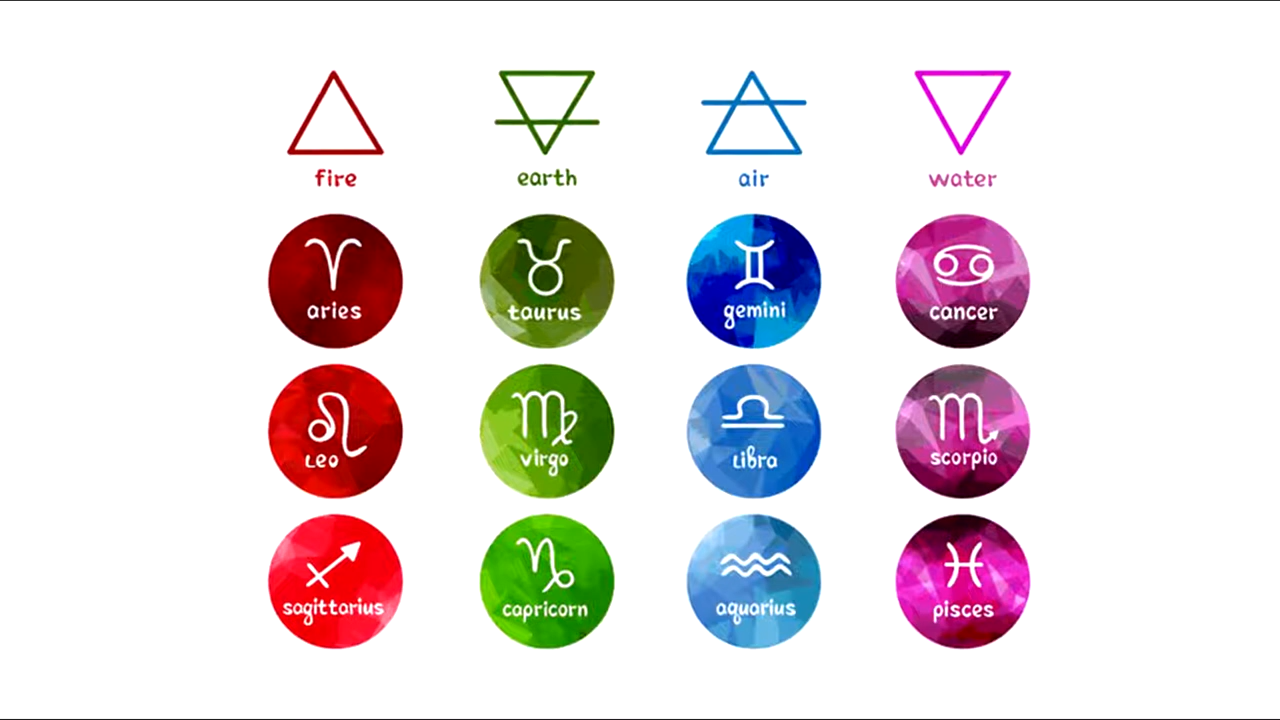 fire earth air water
aries taurus gemini cancer
Leo virgo Libra scorpio
sagittarius capricorn aquarius pisces